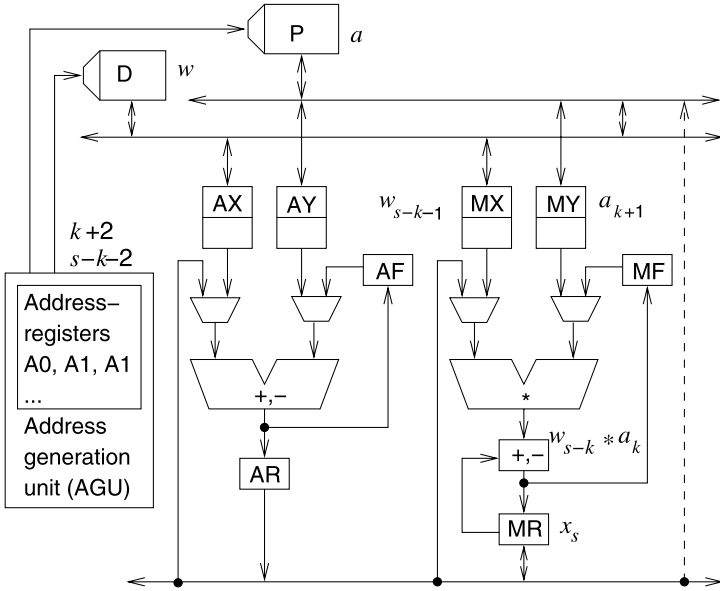 P a
D w
AX AY w_{s-k-1} MX MY a_{k+1}
k+2
s-k-2
AF MF
Address-
registers
A0, A1, A1
...
+,- *
Address
generation
unit (AGU)
w_{s-k} * a_k
+,-
AR
MR x_s